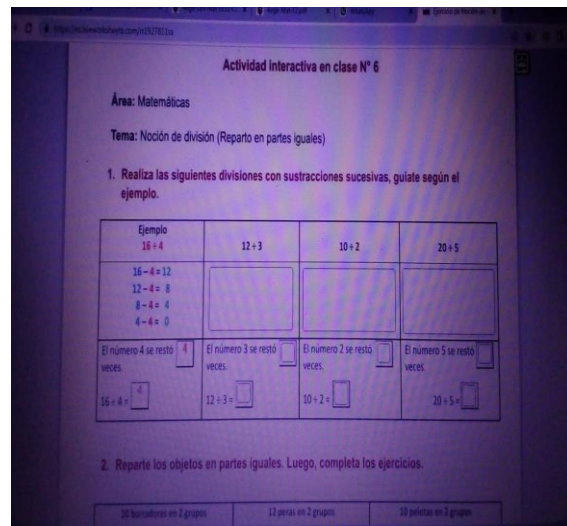 Actividad interactiva en clase N° 6
Área: Matemáticas
Tema: Noción de división (Reparto en partes iguales)
1. Realiza las siguientes divisiones con sustracciones sucesivas, guíate según el
ejemplo.
Ejemplo
16 ÷ 4
12 ÷ 3
10 ÷ 2
20 ÷ 5
16 – 4 = 12
12 – 4 = 8
8 – 4 = 4
4 – 4 = 0
El número 4 se restó 4
veces.
16 ÷ 4 = 4
El número 3 se restó
veces.
12 ÷ 3 =
El número 2 se restó
veces.
10 ÷ 2 =
El número 5 se restó
veces.
20 ÷ 5 =
2. Reparte los objetos en partes iguales. Luego, completa los ejercicios.
10 borradores en 2 grupos
12 peras en 2 grupos
10 pelotas en 2 grupos